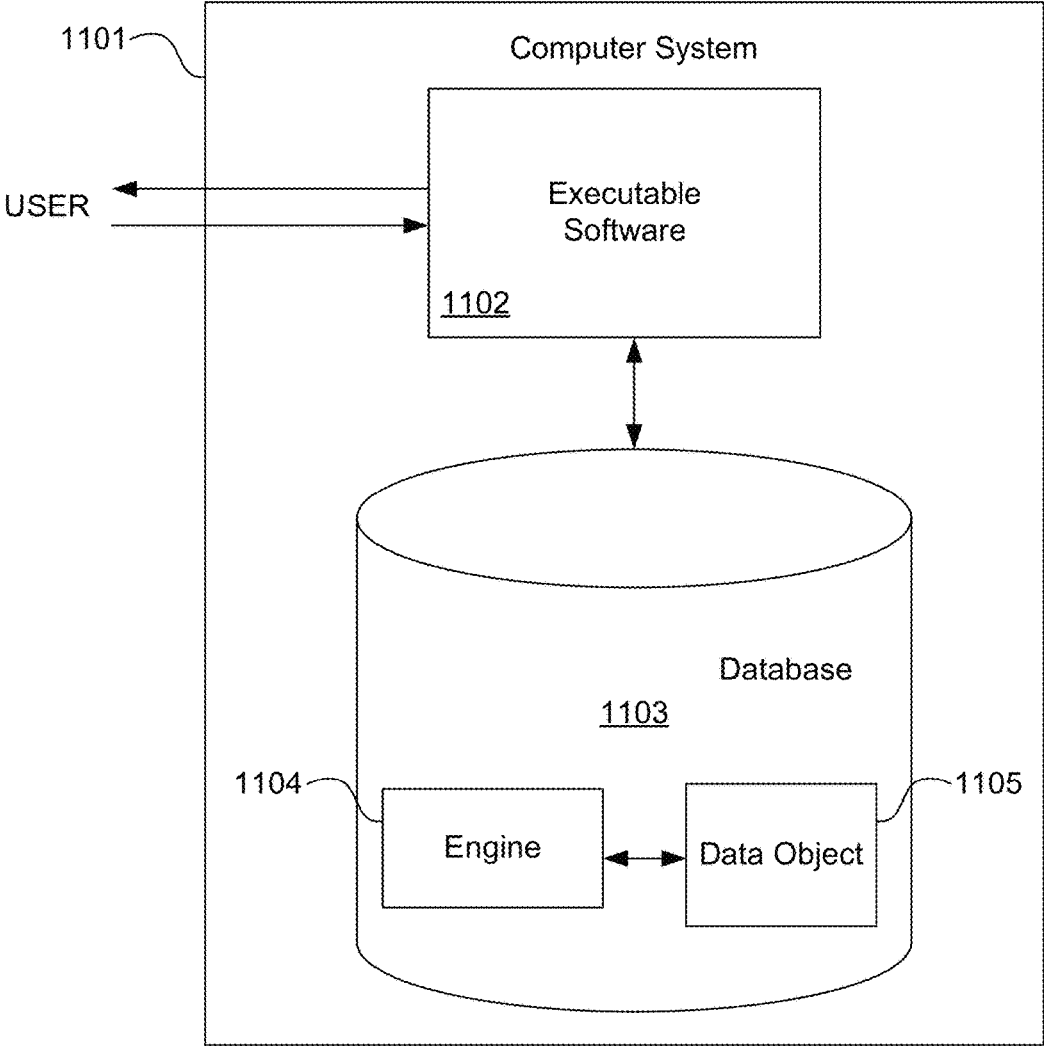 1101
Computer System
Executable
Software
USER
1102
Database
1103
1104
1105
Engine
Data Object